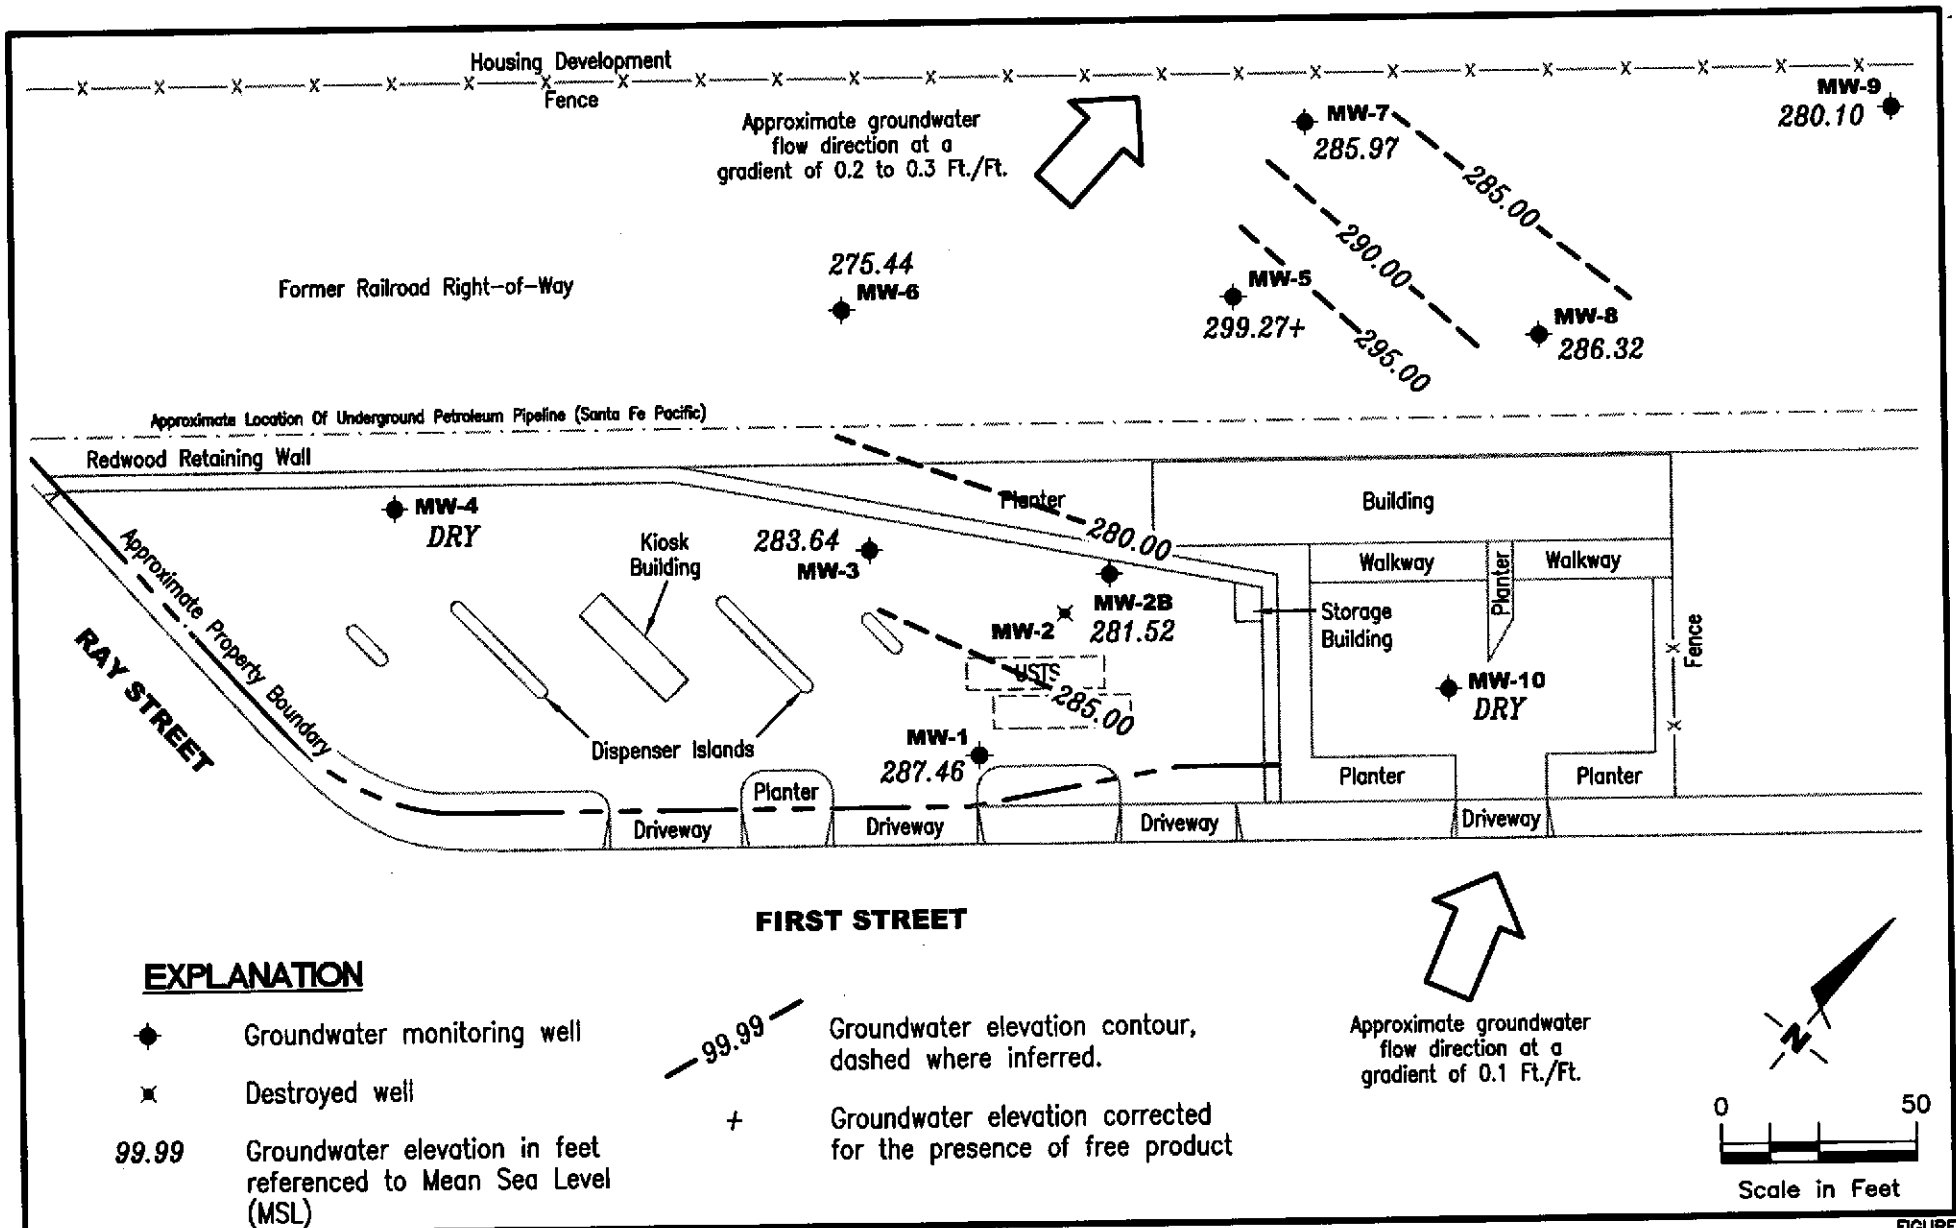 Housing Development
Fence
MW-9
280.10
Approximate groundwater
flow direction at a
gradient of 0.2 to 0.3 Ft./Ft.
MW-7
285.97
285.00
290.00
295.00
275.44
MW-6
Former Railroad Right-of-Way
MW-5
299.27+
MW-8
286.32
Approximate Location Of Underground Petroleum Pipeline (Santa Fe Pacific)
Redwood Retaining Wall
MW-4
DRY
Kiosk
Building
283.64
MW-3
Planter
280.00
Building
Walkway
Planter
Walkway
MW-2B
281.52
MW-2
Storage
Building
Fence
USTS
285.00
MW-10
DRY
Approximate Property Boundary
RAY STREET
Dispenser Islands
MW-1
287.46
Planter
Planter
Planter
Driveway
Driveway
Driveway
Driveway
FIRST STREET
EXPLANATION
Groundwater monitoring well
Destroyed well
99.99
Groundwater elevation in feet
referenced to Mean Sea Level
(MSL)
99.99
Groundwater elevation contour,
dashed where inferred.
+
Groundwater elevation corrected
for the presence of free product
Approximate groundwater
flow direction at a
gradient of 0.1 Ft./Ft.
N
0 50
Scale in Feet
FIGURE